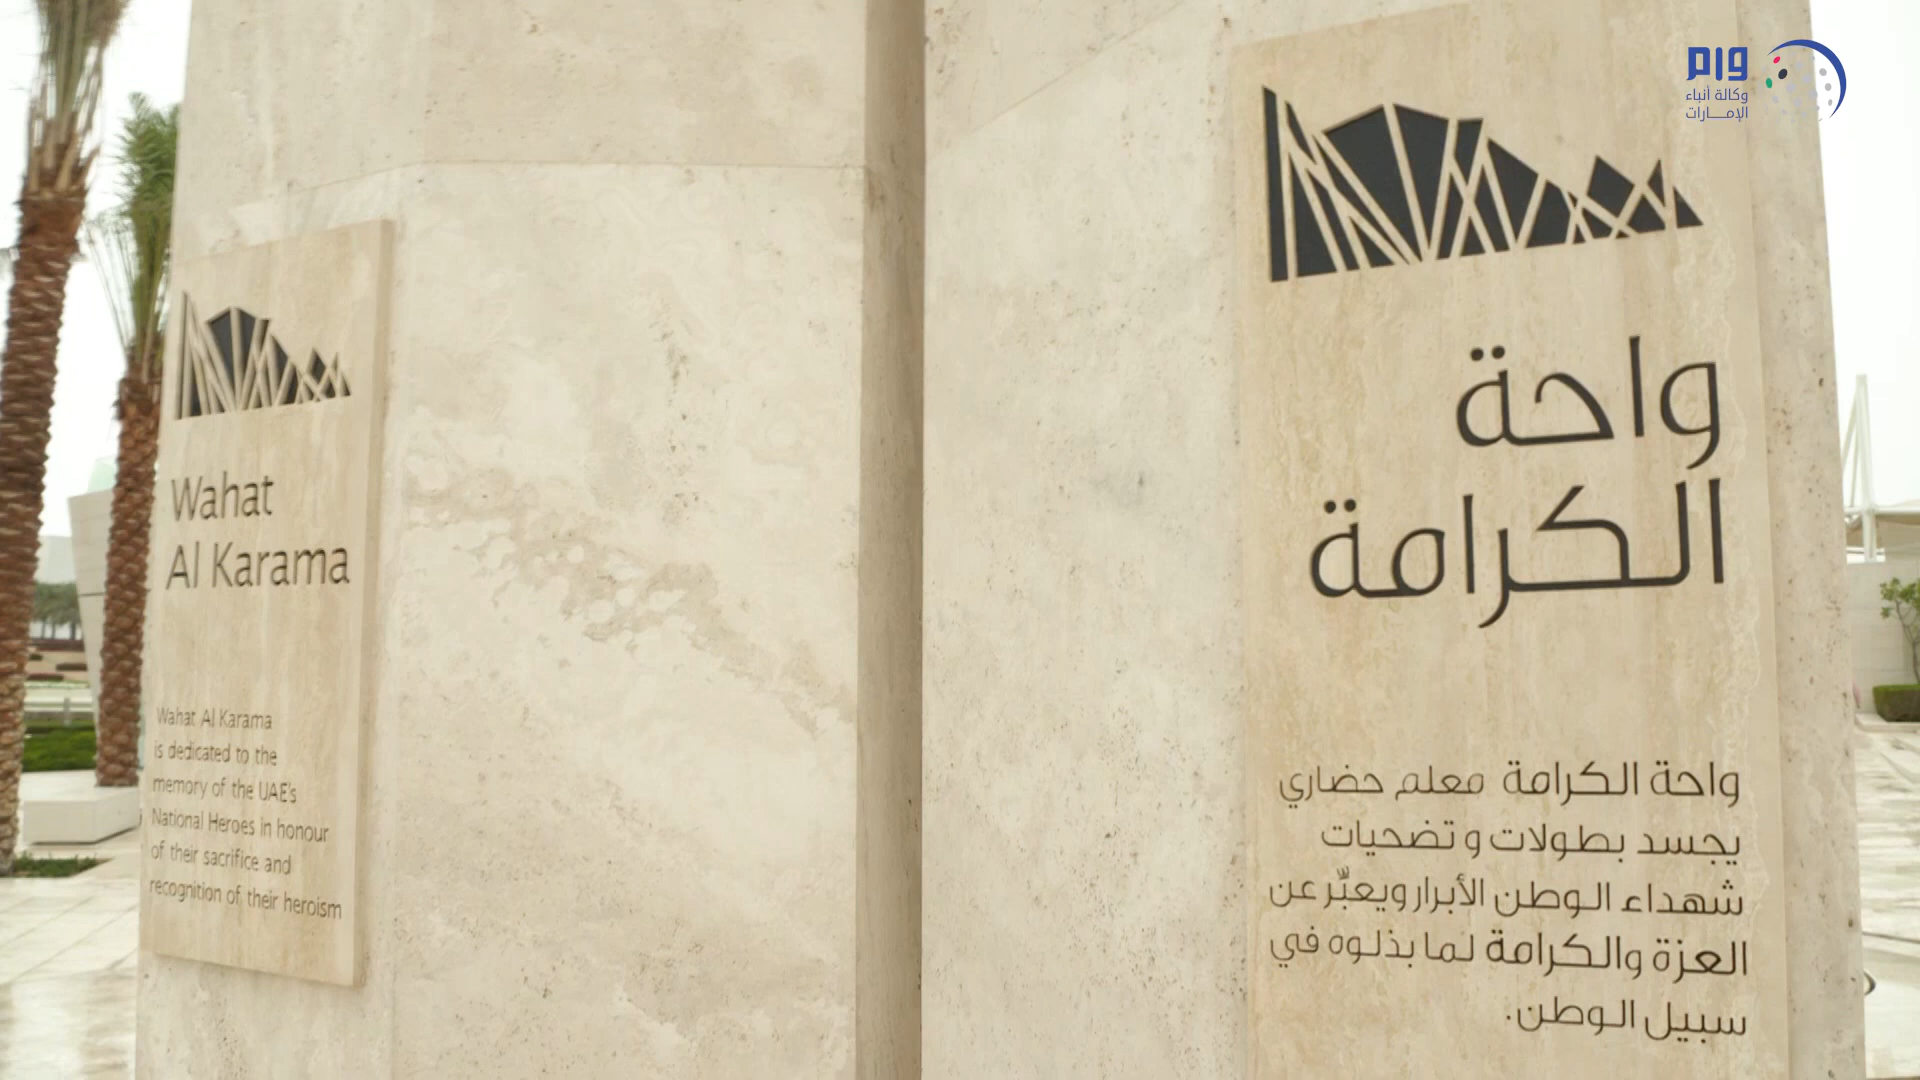 وام
وكالة أنباء
الإمارات
Wahat
Al Karama
Wahat Al Karama
is dedicated to the
memory of the UAE's
National Heroes in honour
of their sacrifice and
recognition of their heroism
واحة
الكرامة
واحة الكرامة معلم حضاري
يجسد بطولات و تضحيات
شهداء الوطن الأبرار ويعبّر عن
العزة والكرامة لما بذلوه في
سبيل الوطن.